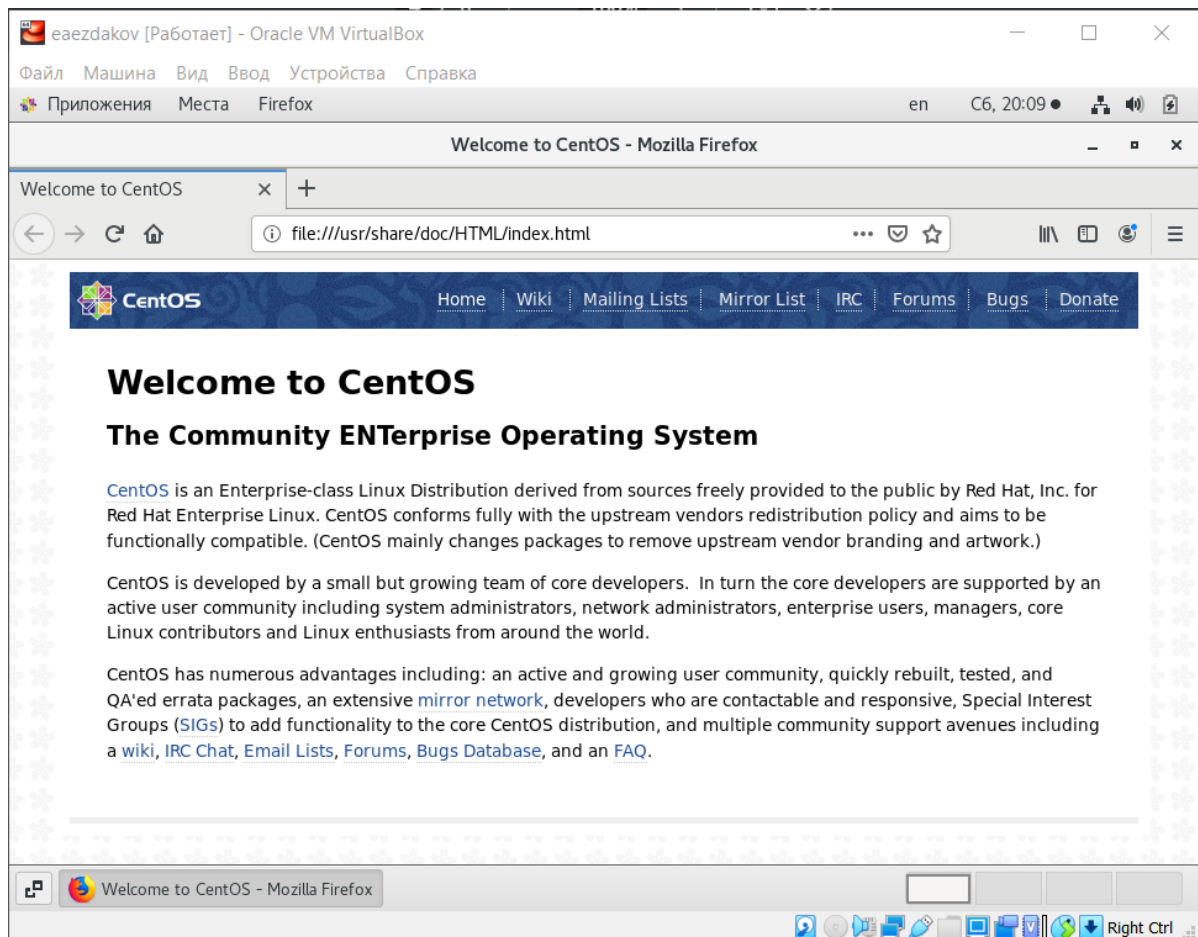 eaezdakov [Работает] - Oracle VM VirtualBox
Файл Машина Вид Ввод Устройства Справка
Приложения Места Firefox en Сб, 20:09
Welcome to CentOS - Mozilla Firefox
Welcome to CentOS
file:///usr/share/doc/HTML/index.html
CentOS Home Wiki Mailing Lists Mirror List IRC Forums Bugs Donate
Welcome to CentOS
The Community ENTerprise Operating System
CentOS is an Enterprise-class Linux Distribution derived from sources freely provided to the public by Red Hat, Inc. for
Red Hat Enterprise Linux. CentOS conforms fully with the upstream vendors redistribution policy and aims to be
functionally compatible. (CentOS mainly changes packages to remove upstream vendor branding and artwork.)
CentOS is developed by a small but growing team of core developers. In turn the core developers are supported by an
active user community including system administrators, network administrators, enterprise users, managers, core
Linux contributors and Linux enthusiasts from around the world.
CentOS has numerous advantages including: an active and growing user community, quickly rebuilt, tested, and
QA'ed errata packages, an extensive mirror network, developers who are contactable and responsive, Special Interest
Groups (SIGs) to add functionality to the core CentOS distribution, and multiple community support avenues including
a wiki, IRC Chat, Email Lists, Forums, Bugs Database, and an FAQ.
Welcome to CentOS - Mozilla Firefox
Right Ctrl